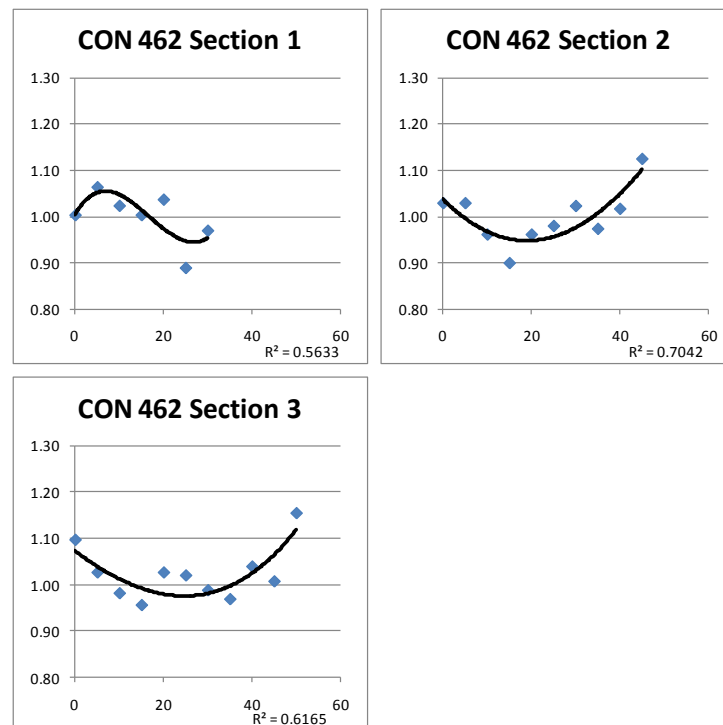 CON 462 Section 1
1.30
1.20
1.10
1.00
0.90
0.80
0 20 40 60
R² = 0.5633
CON 462 Section 2
1.30
1.20
1.10
1.00
0.90
0.80
0 20 40 60
R² = 0.7042
CON 462 Section 3
1.30
1.20
1.10
1.00
0.90
0.80
0 20 40 60
R² = 0.6165